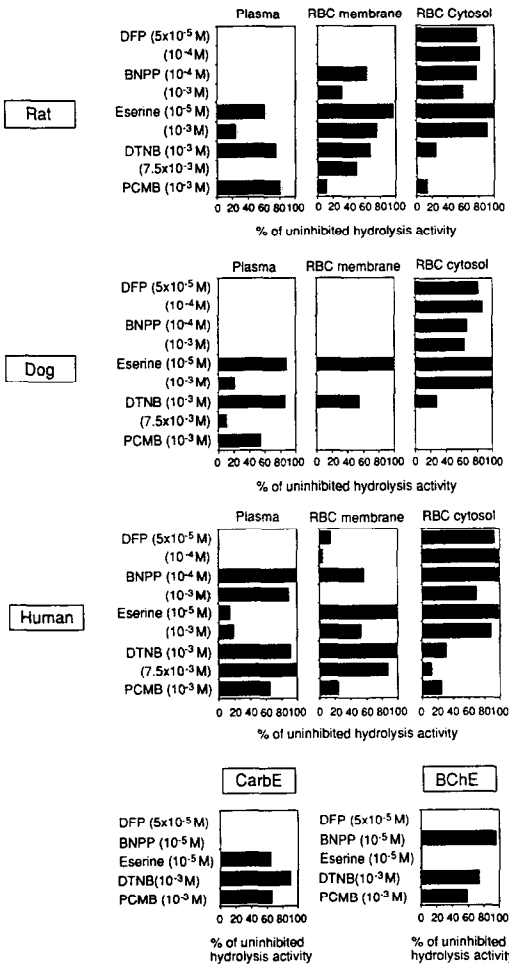 Plasma RBC membrane RBC Cytosol
DFP (5x10-5 M)
(10-4 M)
BNPP (10-4 M)
(10-3 M)
Rat
Eserine (10-5 M)
(10-3 M)
DTNB (10-3 M)
(7.5x10-3 M)
PCMB (10-3 M)
0 20 40 60 80100 0 20 40 60 80100 0 20 40 60 80 100
% of uninhibited hydrolysis activity
Plasma RBC membrane RBC cytosol
DFP (5x10-5 M)
(10-4 M)
BNPP (10-4 M)
(10-3 M)
Dog
Eserine (10-5 M)
(10-3 M)
DTNB (10-3 M)
(7.5x10-3 M)
PCMB (10-3 M)
0 20 40 60 80100 0 20 40 60 80100 0 20 40 60 80100
% of uninhibited hydrolysis activity
Plasma RBC membrane RBC cytosol
DFP (5x10-5 M)
(10-4 M)
BNPP (10-4 M)
(10-3 M)
Human
Eserine (10-5 M)
(10-3 M)
DTNB (10-3 M)
(7.5x10-3 M)
PCMB (10-3 M)
0 20 40 60 80100 0 20 40 60 80100 0 20 40 60 80100
% of uninhibited hydrolysis activity
CarbE BChE
DFP (5x10-5 M) DFP (5x10-5 M)
BNPP (10-5 M) BNPP (10-5 M)
Eserine (10-5 M) Eserine (10-5 M)
DTNB(10-3 M) DTNB (10-3 M)
PCMB (10-3 M) PCMB (10-3 M)
0 20 40 60 80 100 0 20 40 60 80 100
% of uninhibited % of uninhibited
hydrolysis activity hydrolysis activity